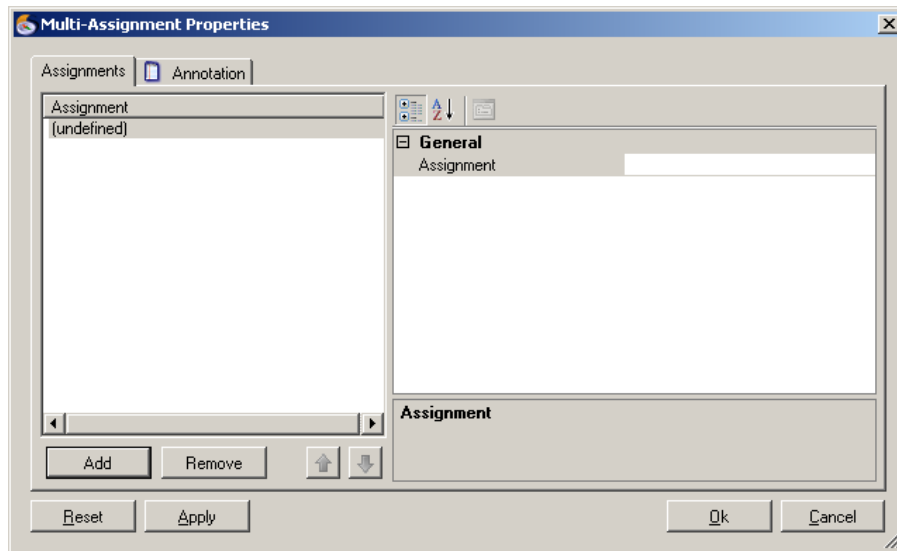 Multi-Assignment Properties
Assignments
Annotation
Assignment
(undefined)
General
Assignment
Assignment
Add
Remove
Reset
Apply
Ok
Cancel